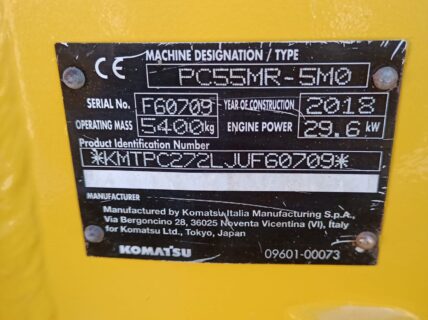 CE MACHINE DESIGNATION / TYPE
PC55MR-5M0
SERIAL No. F60709 YEAR OF CONSTRUCTION 2018
OPERATING MASS 5400kg ENGINE POWER 29.6 kW
Product Identification Number
*KMTPC272LJUF60709*
MANUFACTURER
Manufactured by Komatsu Italia Manufacturing S.p.A.,
Via Bergoncino 28, 36025 Noventa Vicentina (VI), Italy
for Komatsu Ltd., Tokyo, Japan
KOMATSU 09601-00073